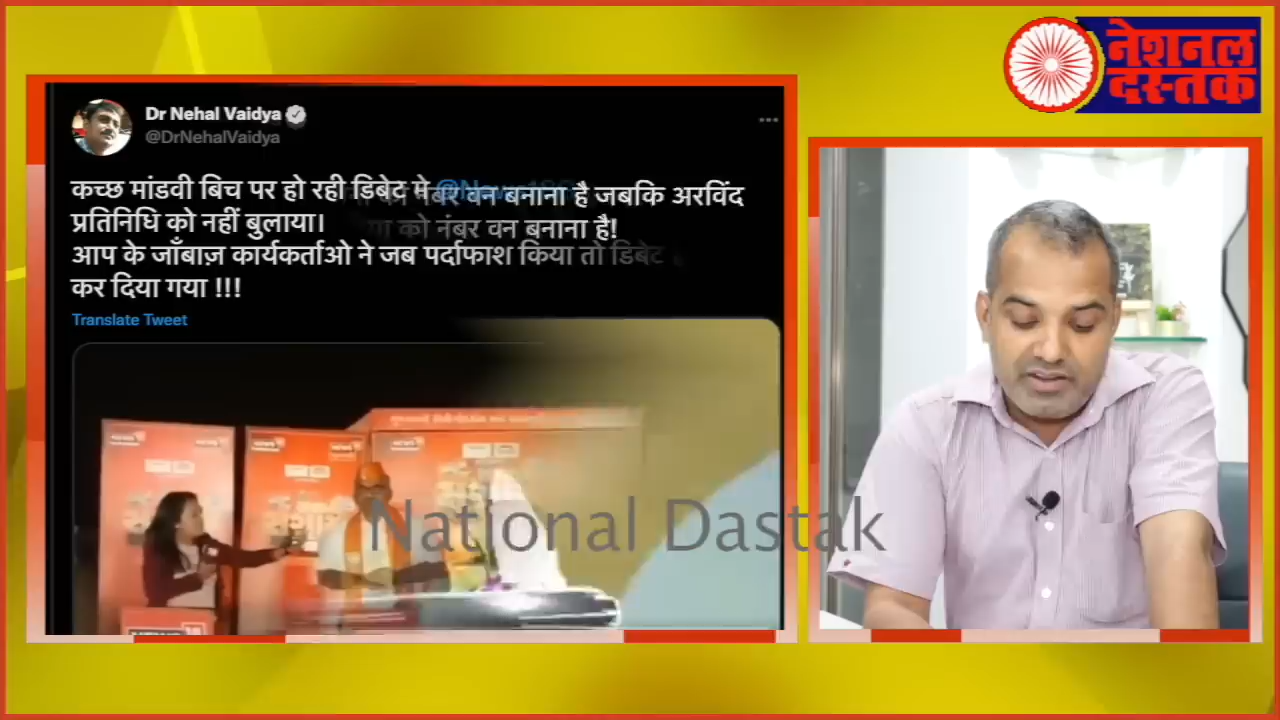 नेशनल
दस्तक
Dr Nehal Vaidya
@DrNehalVaidya
कच्छ मांडवी बिच पर हो रही डिबेट मे नंबर वन बनाना है जबकि अरविंद
प्रतिनिधि को नहीं बुलाया। को नंबर वन बनाना है!
आप के जाँबाज़ कार्यकर्ताओ ने जब पर्दाफाश किया तो डिबेट
कर दिया गया !!!
Translate Tweet
National Dastak